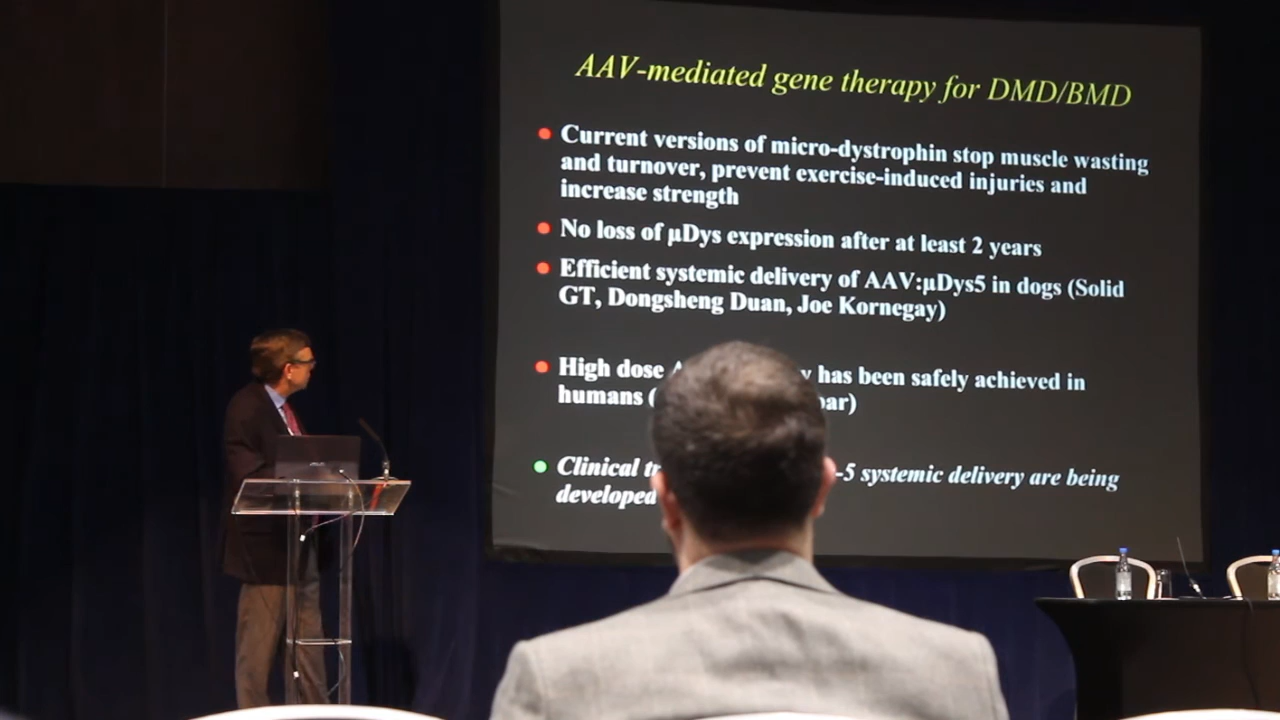 AAV-mediated gene therapy for DMD/BMD
Current versions of micro-dystrophin stop muscle wasting
and turnover, prevent exercise-induced injuries and
increase strength
No loss of µDys expression after at least 2 years
Efficient systemic delivery of AAV:µDys5 in dogs (Solid
GT, Dongsheng Duan, Joe Kornegay)
High dose has been safely achieved in
humans (
Clinical -5 systemic delivery are being
developed